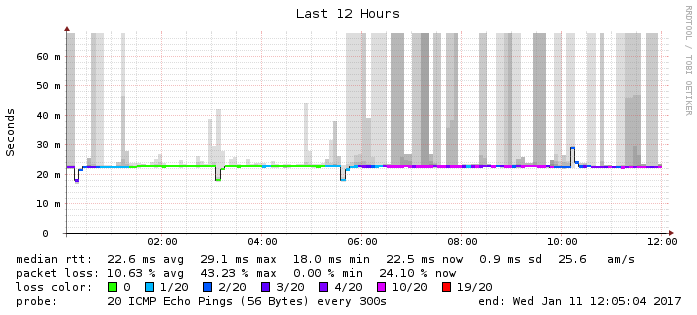 Last 12 Hours
RRDTOOL / TOBI OETIKER
Seconds
60 m
50 m
40 m
30 m
20 m
10 m
0
02:00 04:00 06:00 08:00 10:00 12:00
median rtt: 22.6 ms avg 29.1 ms max 18.0 ms min 22.5 ms now 0.9 ms sd 25.6 am/s
packet loss: 10.63 % avg 43.23 % max 0.00 % min 24.10 % now
loss color: 0 1/20 2/20 3/20 4/20 10/20 19/20
probe: 20 ICMP Echo Pings (56 Bytes) every 300s end: Wed Jan 11 12:05:04 2017